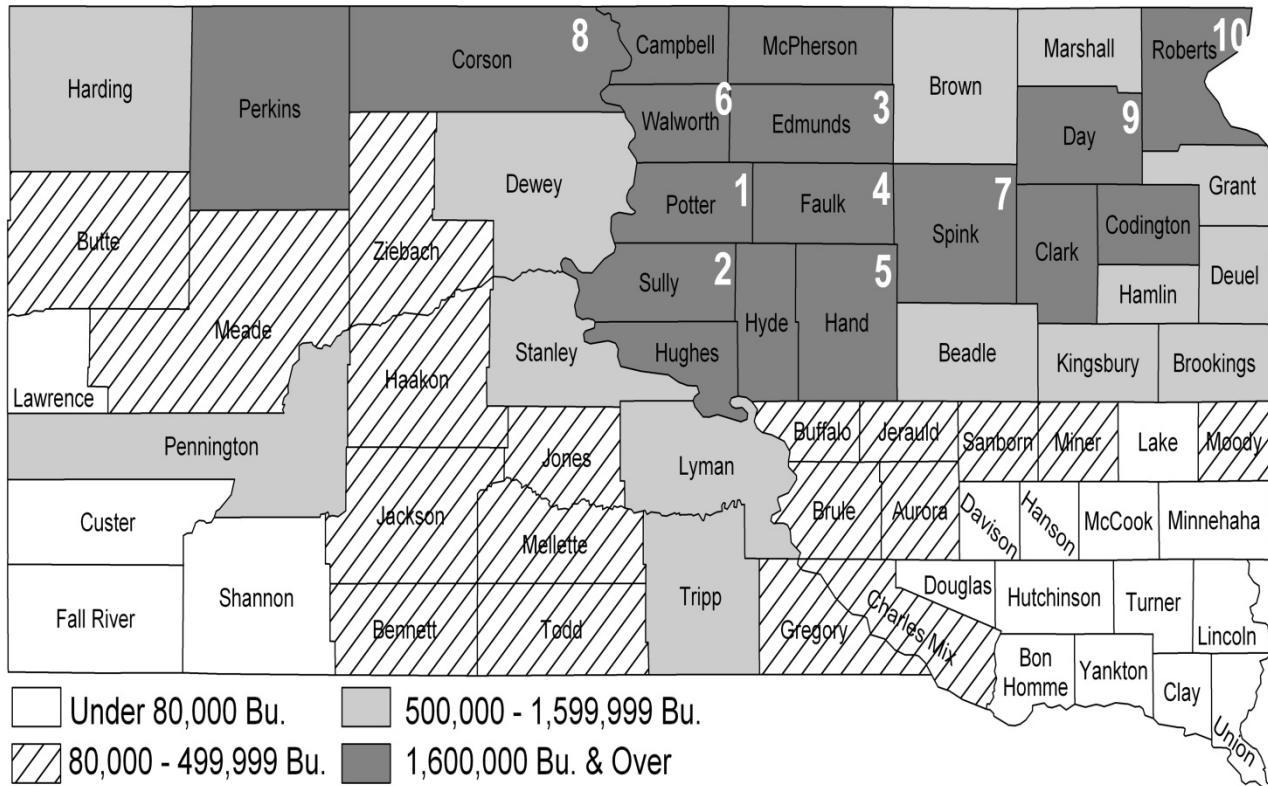 8
Campbell
McPherson
10
Marshall
Roberts
Corson
Harding
Perkins
Brown
6
3
9
Walworth
Edmunds
Day
Dewey
Grant
1
4
7
Potter
Faulk
Butte
Ziebach
Spink
Codington
Clark
Sully
2
5
Deuel
Hamlin
Meade
Hyde
Hand
Stanley
Hughes
Beadle
Kingsbury
Brookings
Haakon
Lawrence
Pennington
Buffalo
Jerauld
Sanborn
Miner
Lake
Moody
Jones
Lyman
Custer
Jackson
Brule
Aurora
Davison
Hanson
McCook
Minnehaha
Mellette
Shannon
Fall River
Tripp
Douglas
Hutchinson
Turner
Bennett
Todd
Gregory
Charles Mix
Lincoln
Bon
Homme
Yankton
Clay
Union
Under 80,000 Bu.
500,000 - 1,599,999 Bu.
80,000 - 499,999 Bu.
1,600,000 Bu. & Over